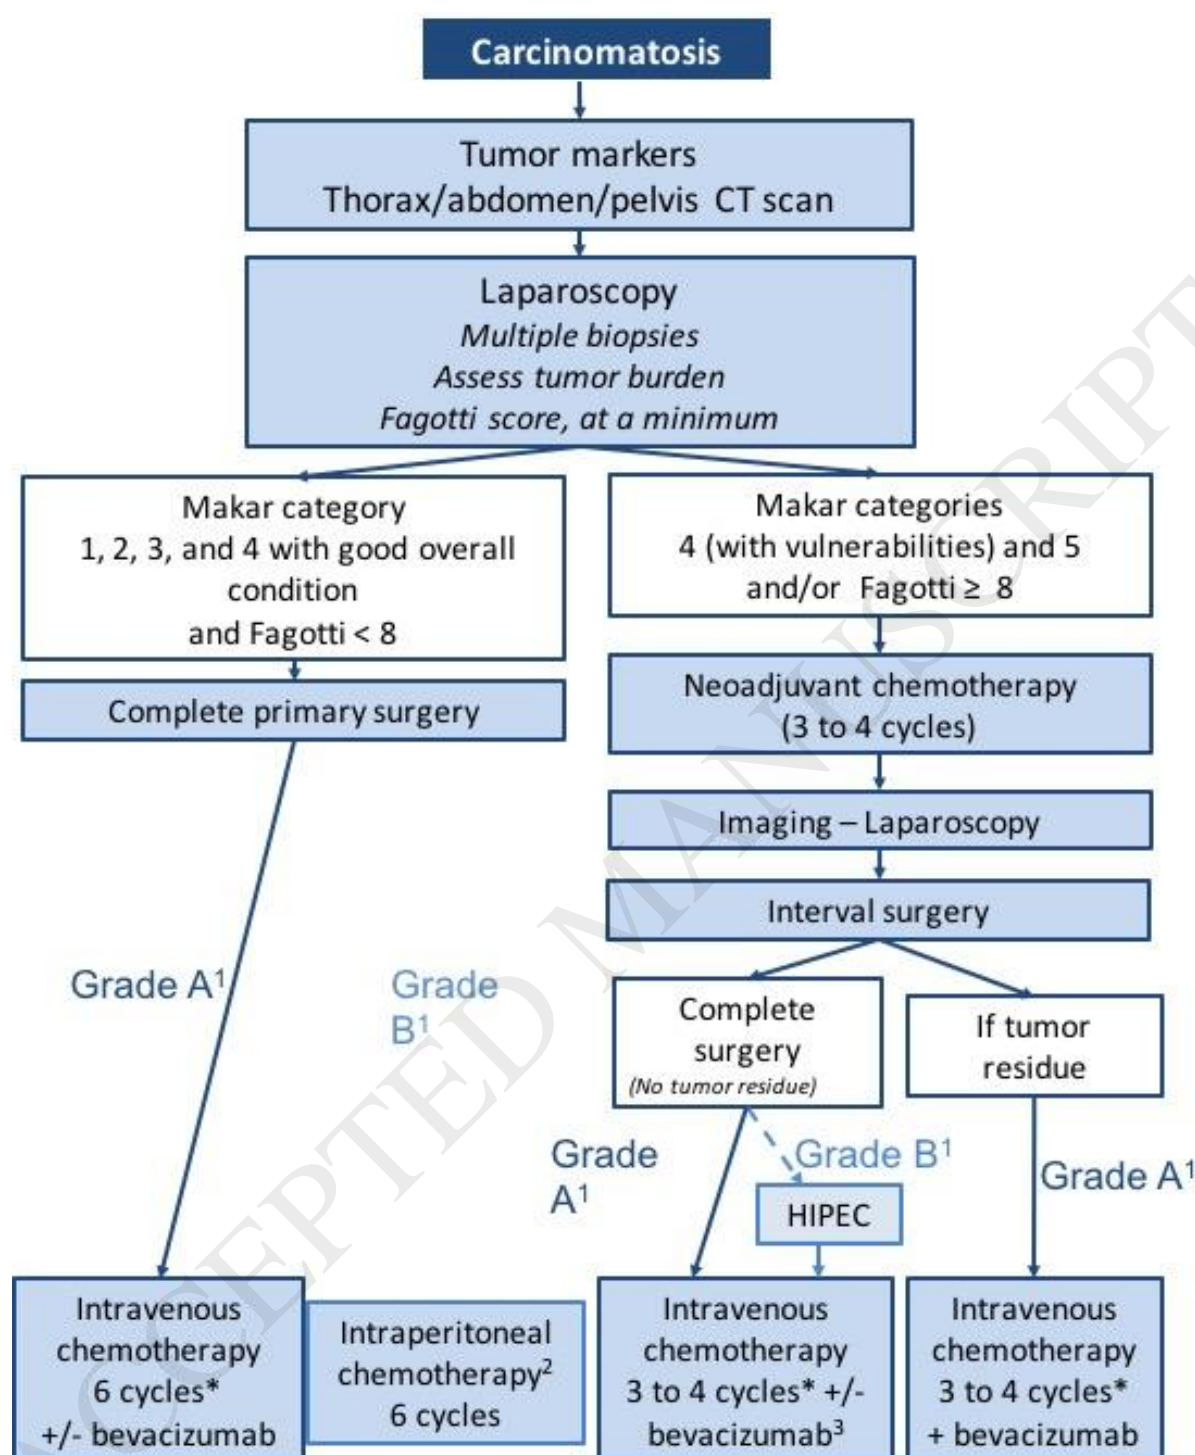 Carcinomatosis
Tumor markers
Thorax/abdomen/pelvis CT scan
Laparoscopy
Multiple biopsies
Assess tumor burden
Fagotti score, at a minimum
Makar category
1, 2, 3, and 4 with good overall
condition
and Fagotti < 8
Complete primary surgery
Makar categories
4 (with vulnerabilities) and 5
and/or Fagotti ≥ 8
Neoadjuvant chemotherapy
(3 to 4 cycles)
Imaging – Laparoscopy
Interval surgery
Complete
surgery
(No tumor residue)
If tumor
residue
Grade A¹
Grade
B¹
Grade
A¹
Grade B¹
Grade A¹
HIPEC
Intravenous
chemotherapy
6 cycles*
+/- bevacizumab
Intraperitoneal
chemotherapy²
6 cycles
Intravenous
chemotherapy
3 to 4 cycles* +/-
bevacizumab³
Intravenous
chemotherapy
3 to 4 cycles*
+ bevacizumab
ACCEPTED MANUSCRIPT